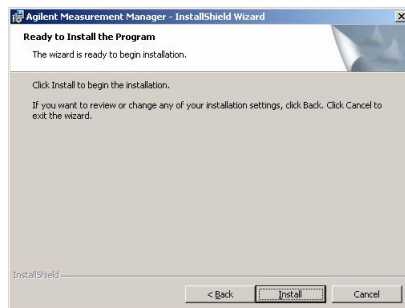 Agilent Measurement Manager - InstallShield Wizard
Ready to Install the Program
The wizard is ready to begin installation.
Click Install to begin the installation.
If you want to review or change any of your installation settings, click Back. Click Cancel to
exit the wizard.
InstallShield
< Back Install Cancel